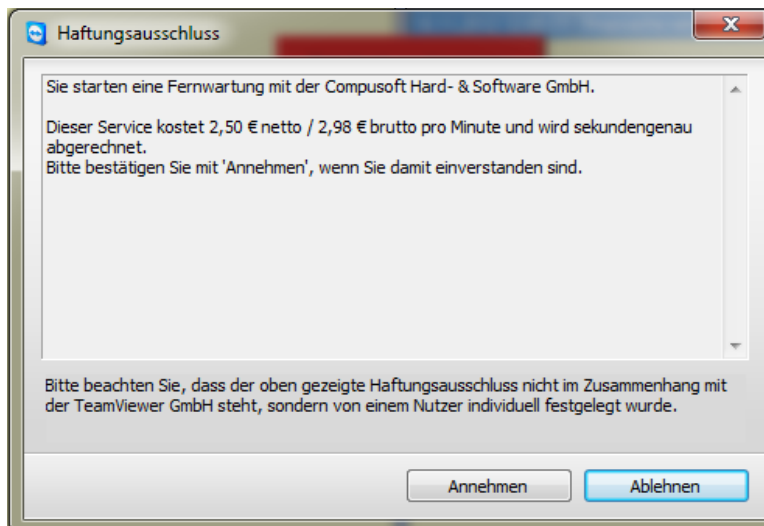 Haftungsausschluss
Sie starten eine Fernwartung mit der Compusoft Hard- & Software GmbH.
Dieser Service kostet 2,50 € netto / 2,98 € brutto pro Minute und wird sekundengenau
abgerechnet.
Bitte bestätigen Sie mit 'Annehmen', wenn Sie damit einverstanden sind.
Bitte beachten Sie, dass der oben gezeigte Haftungsausschluss nicht im Zusammenhang mit
der TeamViewer GmbH steht, sondern von einem Nutzer individuell festgelegt wurde.
Annehmen
Ablehnen